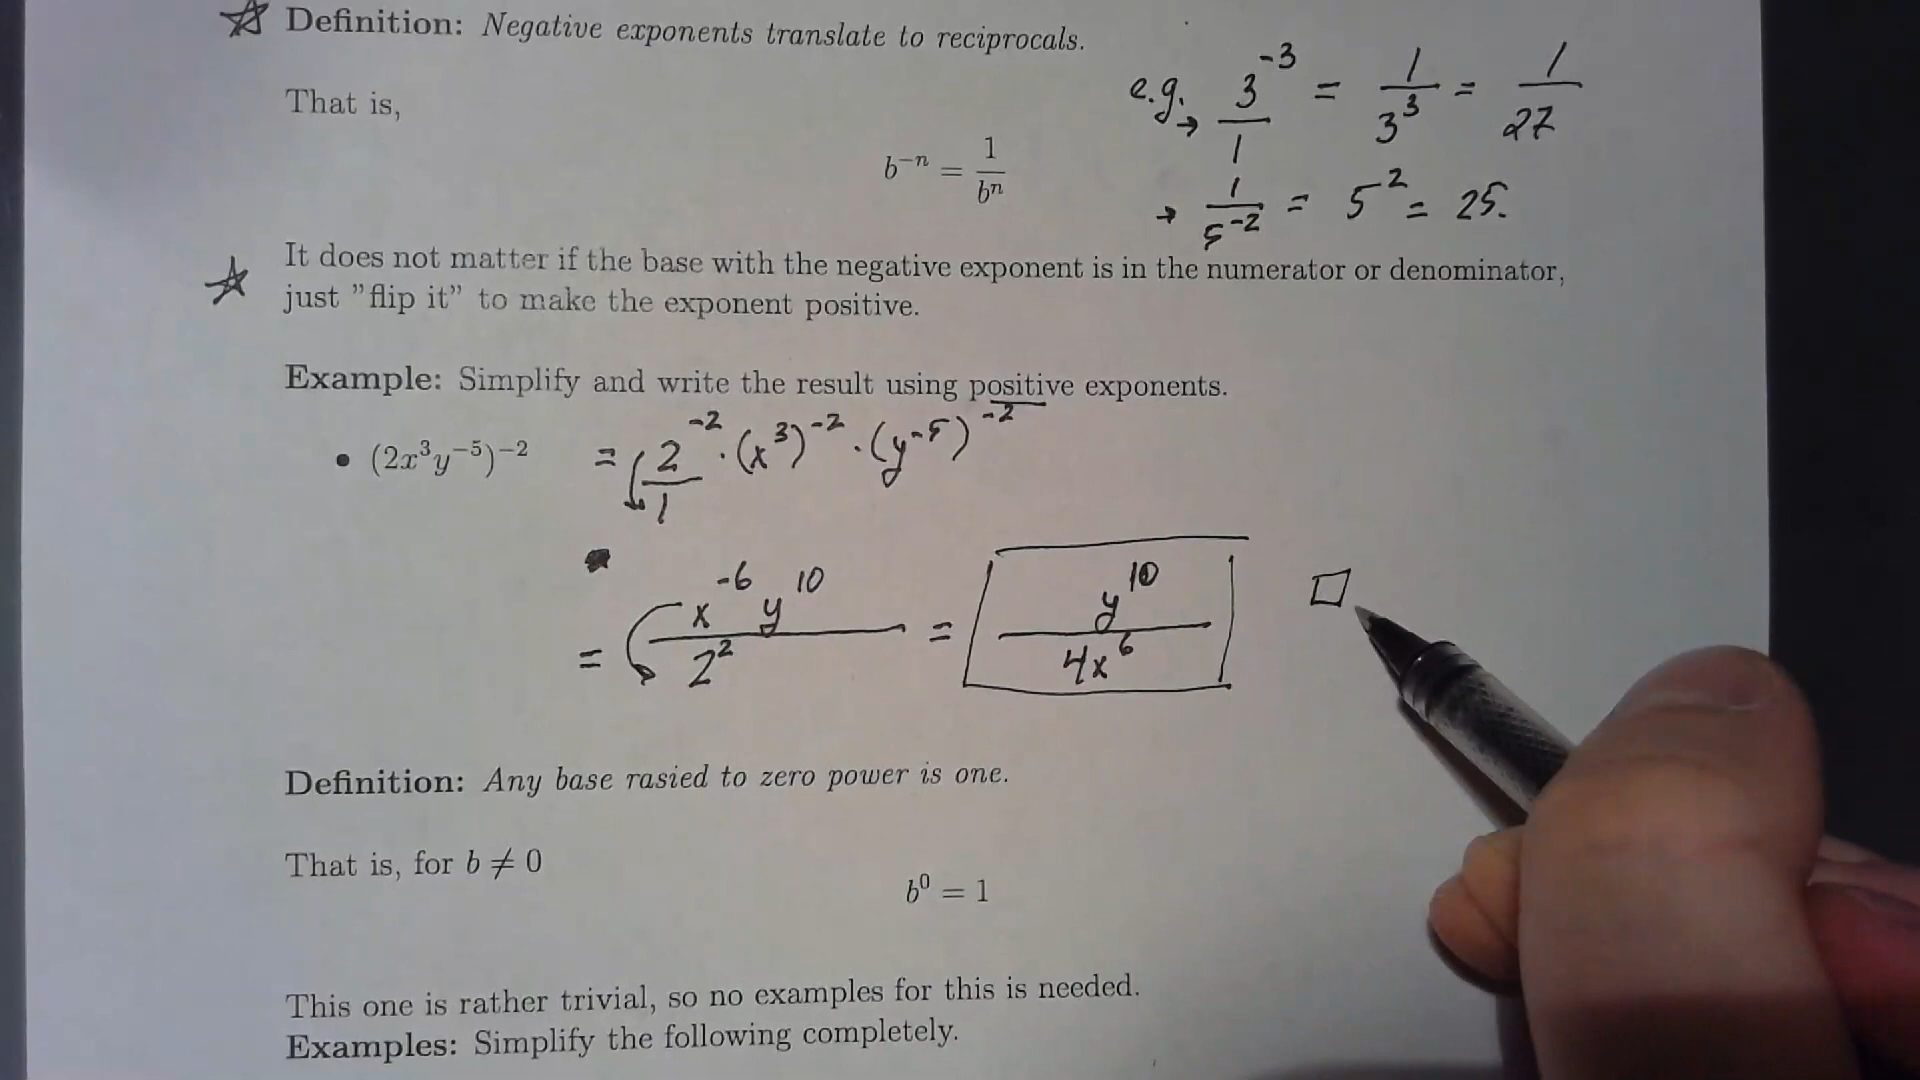 Definition: Negative exponents translate to reciprocals.
That is,
e.g. → 3^-3/1 = 1/3^3 = 1/27
b^−n = 1/b^n
→ 1/5^-2 = 5^2 = 25.
It does not matter if the base with the negative exponent is in the numerator or denominator,
just ”flip it” to make the exponent positive.
Example: Simplify and write the result using positive exponents.
• (2x^3y^−5)^−2 = 2^-2/1 · (x^3)^-2 · (y^-5)^-2
= x^-6 y^10/2^2 = y^10/4x^6 □
Definition: Any base rasied to zero power is one.
That is, for b ≠ 0
b^0 = 1
This one is rather trivial, so no examples for this is needed.
Examples: Simplify the following completely.